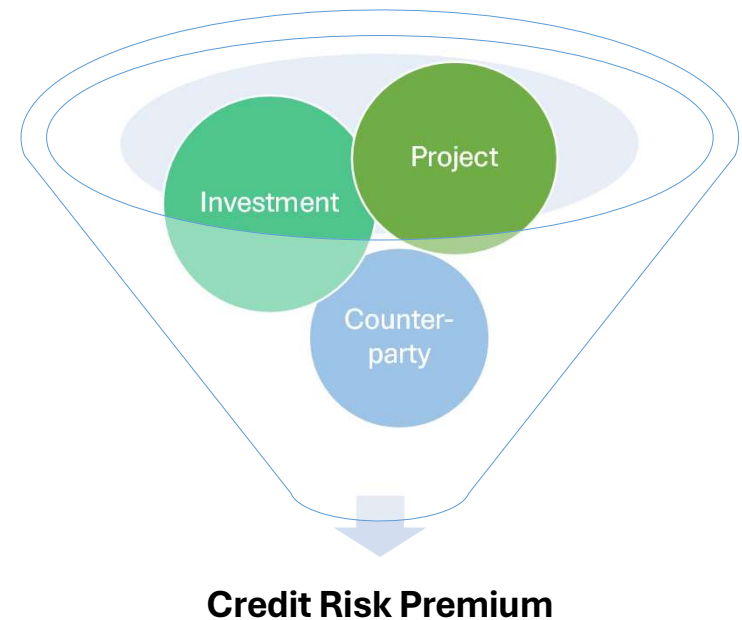 Project
Investment
Counter-
party
Credit Risk Premium